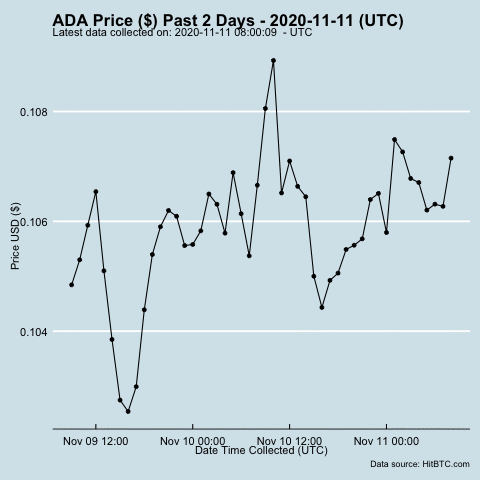 ADA Price ($) Past 2 Days - 2020-11-11 (UTC)
Latest data collected on: 2020-11-11 08:00:09 - UTC
0.108
0.106
0.104
Price USD ($)
Nov 09 12:00 Nov 10 00:00 Nov 10 12:00 Nov 11 00:00
Date Time Collected (UTC)
Data source: HitBTC.com